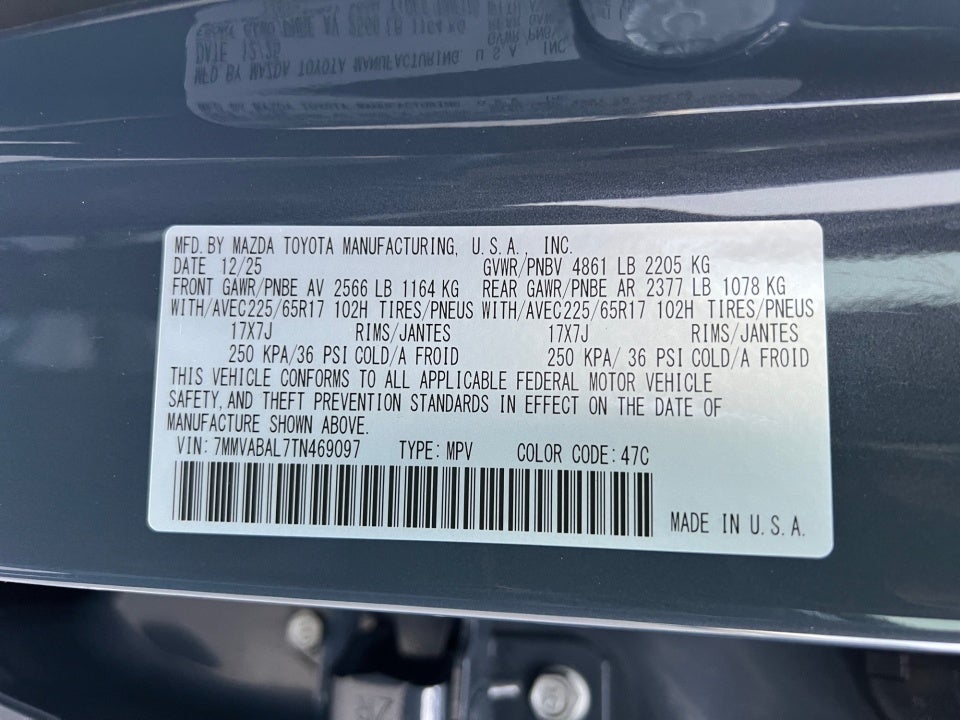 MFD. BY MAZDA TOYOTA MANUFACTURING, U.S.A., INC.
DATE 12/25 GVWR/PNBV 4861 LB 2205 KG
FRONT GAWR/PNBE AV 2566 LB 1164 KG REAR GAWR/PNBE AR 2377 LB 1078 KG
WITH/AVEC225/65R17 102H TIRES/PNEUS WITH/AVEC225/65R17 102H TIRES/PNEUS
17X7J RIMS/JANTES 17X7J RIMS/JANTES
250 KPA/36 PSI COLD/A FROID 250 KPA/ 36 PSI COLD/A FROID
THIS VEHICLE CONFORMS TO ALL APPLICABLE FEDERAL MOTOR VEHICLE
SAFETY, AND THEFT PREVENTION STANDARDS IN EFFECT ON THE DATE OF
MANUFACTURE SHOWN ABOVE.
VIN: 7MMVABAL7TN469097 TYPE: MPV COLOR CODE: 47C
MADE IN U.S.A.